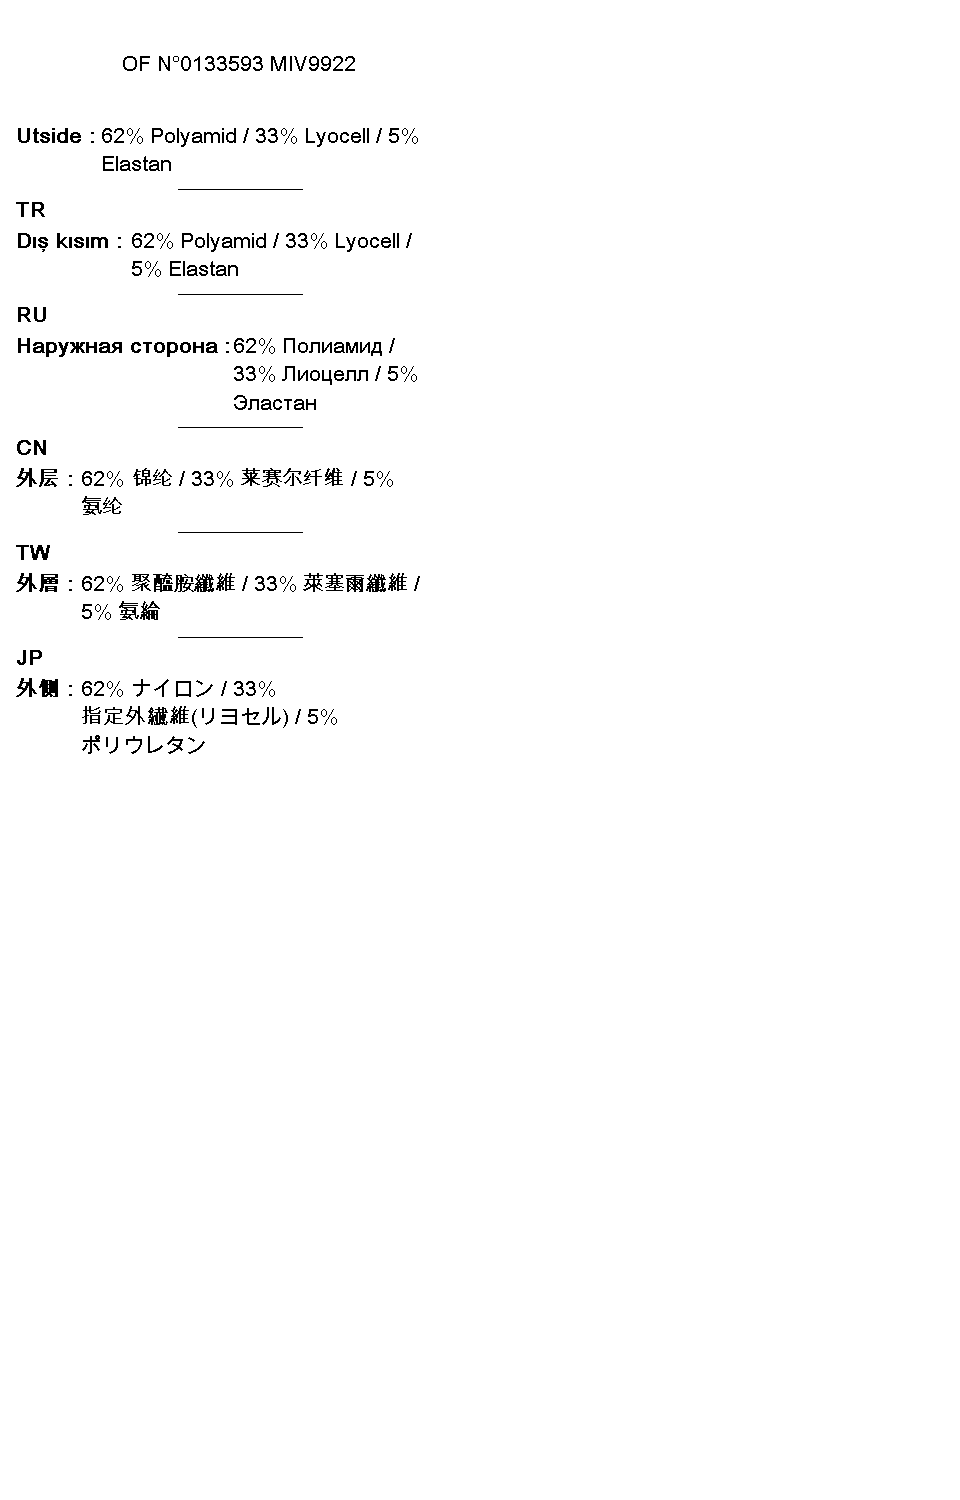 OF N°0133593 MIV9922
Utside : 62% Polyamid / 33% Lyocell / 5%
Elastan
TR
Dış kısım : 62% Polyamid / 33% Lyocell /
5% Elastan
RU
Наружная сторона : 62% Полиамид /
33% Лиоцелл / 5%
Эластан
CN
外层 : 62% 锦纶 / 33% 莱赛尔纤维 / 5%
氨纶
TW
外層 : 62% 聚醯胺纖維 / 33% 萊塞爾纖維 /
5% 氨綸
JP
外側 : 62% ナイロン / 33%
指定外繊維(リヨセル) / 5%
ポリウレタン